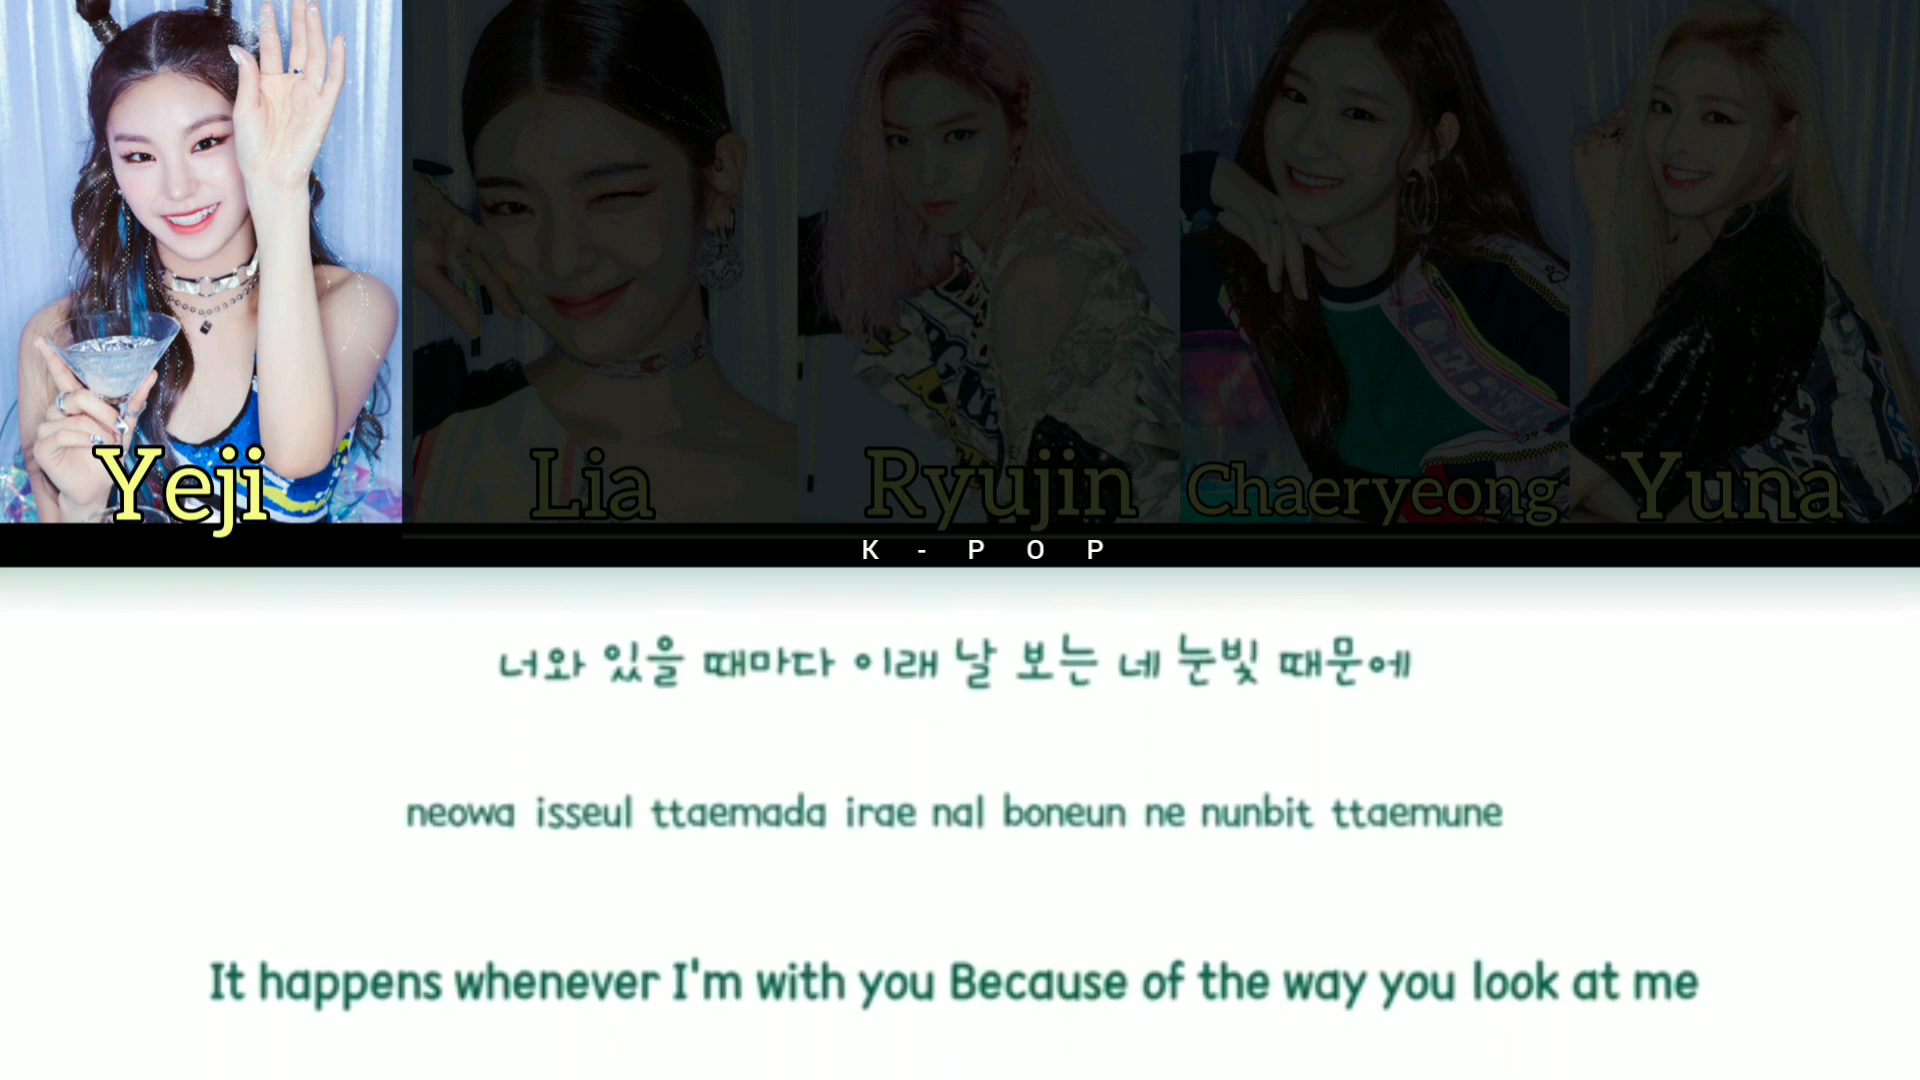 Yeji
Lia
Ryujin
Chaeryeong
Yuna
K - POP
너와 있을 때마다 이래 날 보는 네 눈빛 때문에
neowa isseul ttaemada irae nal boneun ne nunbit ttaemune
It happens whenever I'm with you Because of the way you look at me